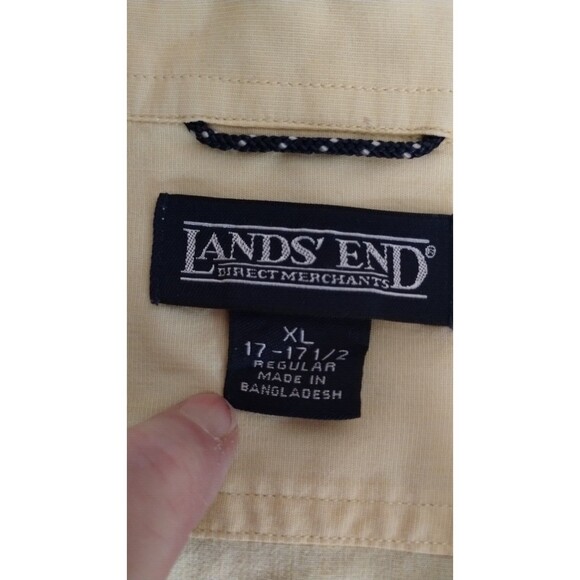 LANDS' END®
DIRECT MERCHANTS
XL
17-17 1/2
REGULAR
MADE IN
BANGLADESH